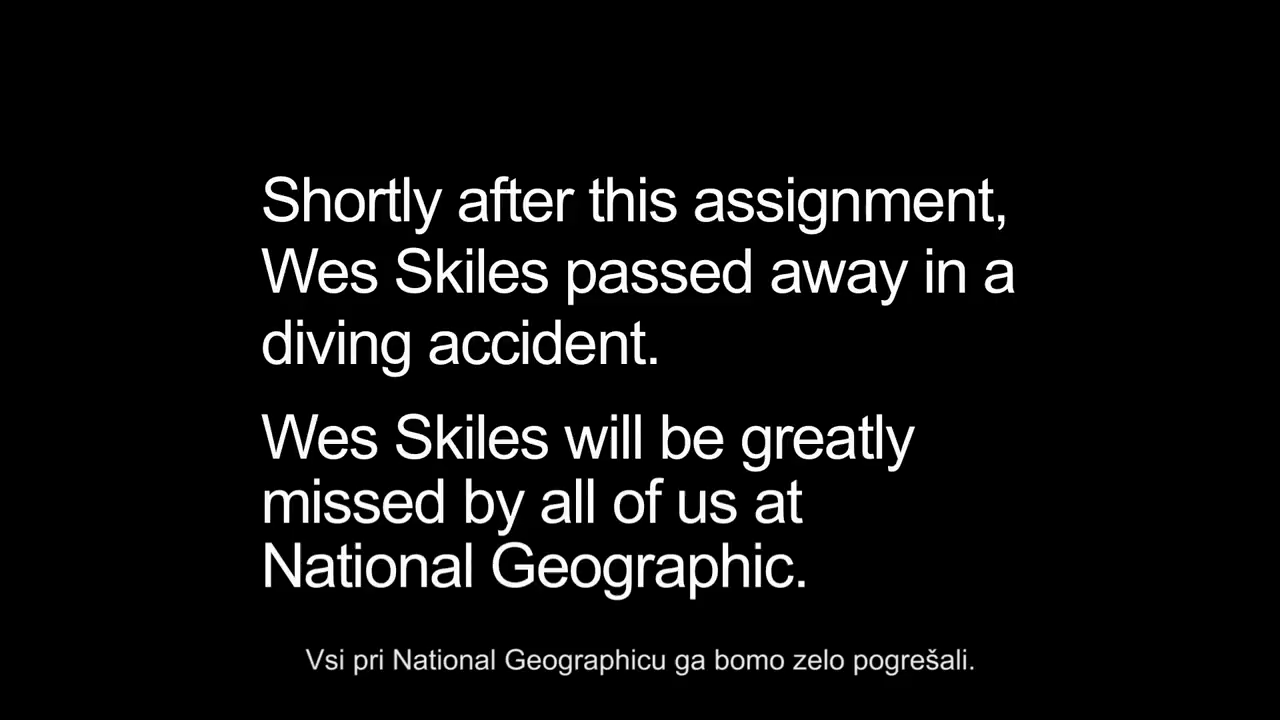 Shortly after this assignment,
Wes Skiles passed away in a
diving accident.
Wes Skiles will be greatly
missed by all of us at
National Geographic.
Vsi pri National Geographicu ga bomo zelo pogrešali.